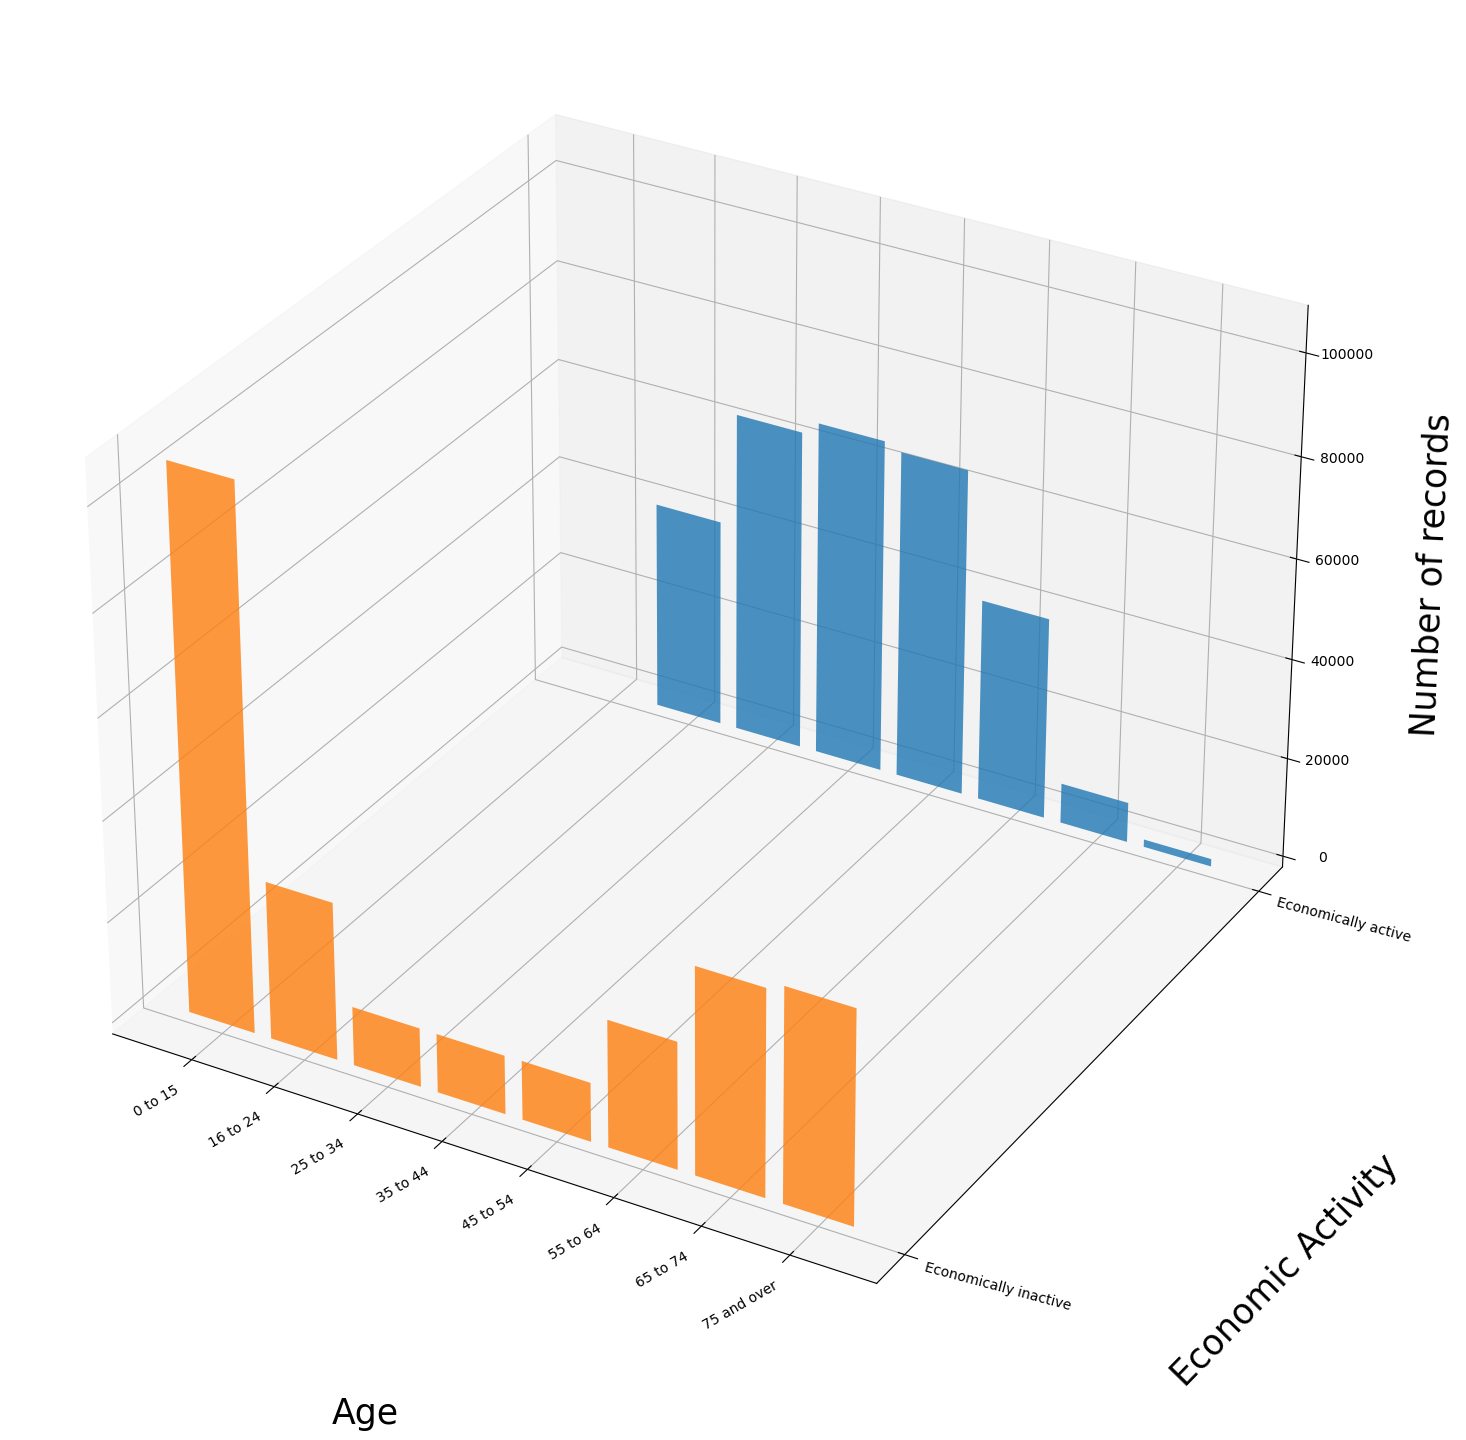 100000
80000
60000
40000
20000
0
Number of records
Economically active
Economically inactive
Economic Activity
0 to 15
16 to 24
25 to 34
35 to 44
45 to 54
55 to 64
65 to 74
75 and over
Age